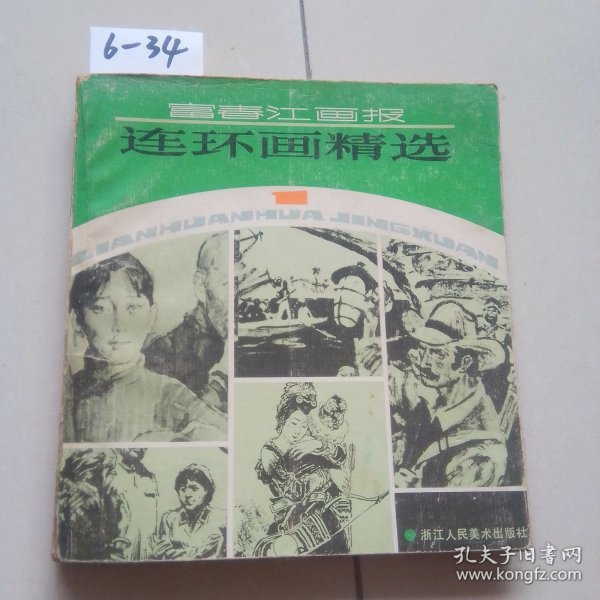 6-34
富春江画报
连环画精选
LIANHUANHUA JINGXUAN
浙江人民美术出版社
孔夫子旧书网
www.kongfz.com